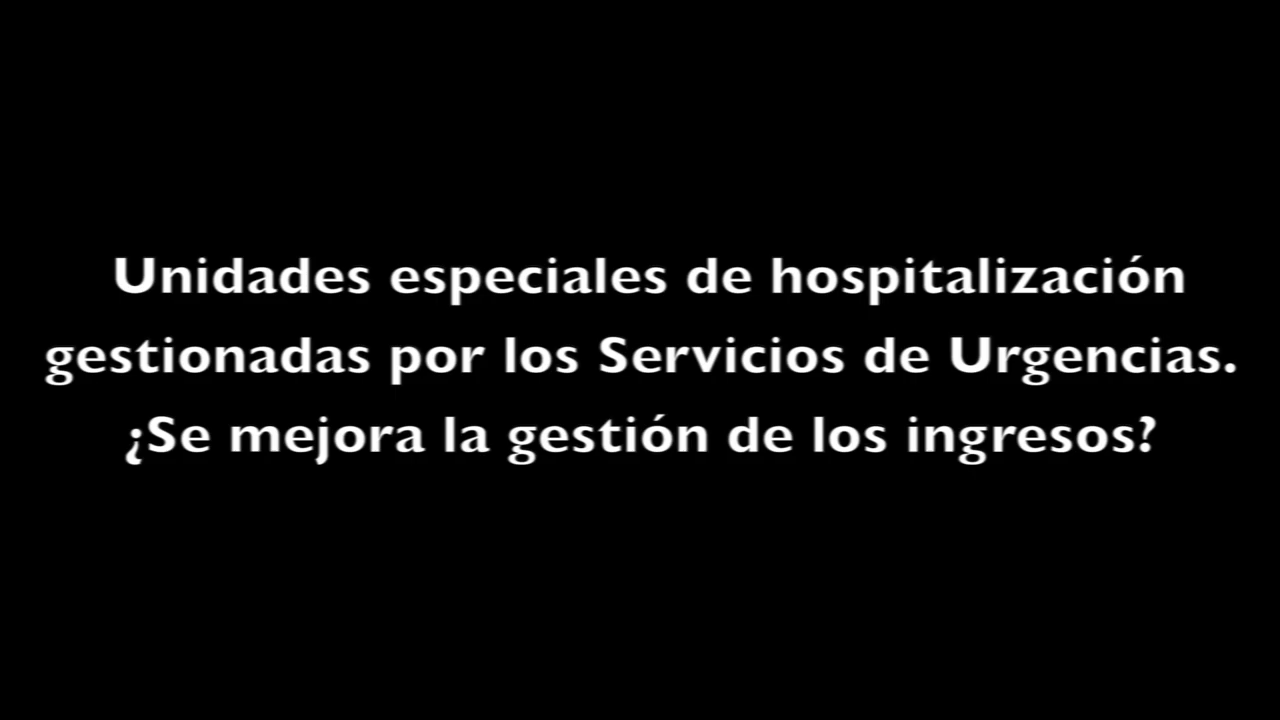 Unidades especiales de hospitalización
gestionadas por los Servicios de Urgencias.
¿Se mejora la gestión de los ingresos?